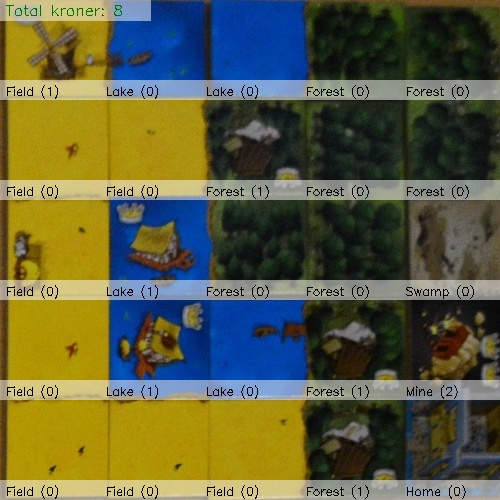 Total kroner: 8
Field (1) Lake (0) Lake (0) Forest (0) Forest (0)
Field (0) Field (0) Forest (1) Forest (0) Forest (0)
Field (0) Lake (1) Forest (0) Forest (0) Swamp (0)
Field (0) Lake (1) Lake (0) Forest (1) Mine (2)
Field (0) Field (0) Field (0) Forest (1) Home (0)